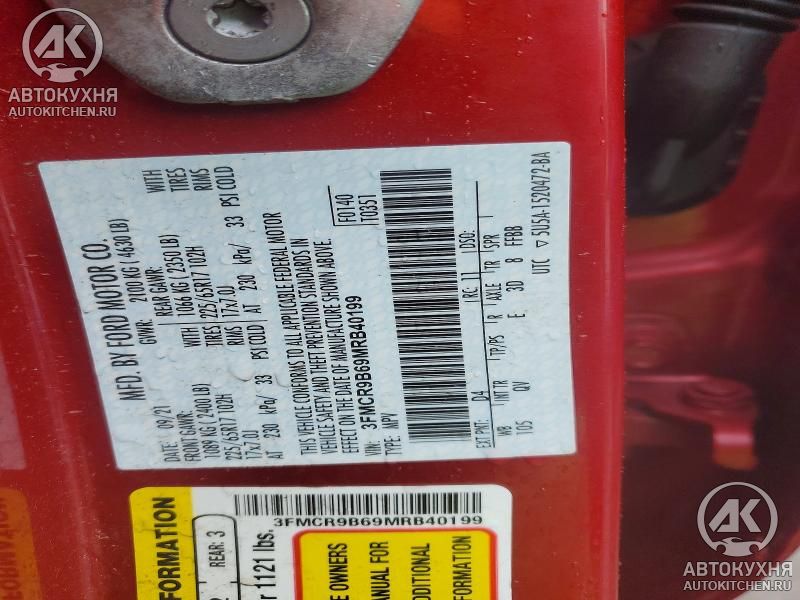 AK
АВТОКУХНЯ
AUTOKITCHEN.RU
MFD. BY FORD MOTOR CO.
DATE: 09/21
GVWR: 2100 KG ( 4630 LB)
FRONT GAWR:
REAR GAWR:
1089 KG ( 2400 LB)
WITH
1066 KG ( 2350 LB)
WITH
225/65R17 102H
TIRES
225/65R17 102H
TIRES
17x7.0J
RIMS
17x7.0J
RIMS
AT 230 kPa/ 33 PSI COLD
AT 230 kPa/ 33 PSI COLD
THIS VEHICLE CONFORMS TO ALL APPLICABLE FEDERAL MOTOR
VEHICLE SAFETY AND THEFT PREVENTION STANDARDS IN
EFFECT ON THE DATE OF MANUFACTURE SHOWN ABOVE.
VIN: 3FMCR9B69MRB40199
TYPE: MPV
F0140
T0351
EXT PNT: D4
RC: 11
DSO:
WB
INT TR
TP/PS
R
AXLE
TR
SPR
105
QV
E
3D
8
FFBB
UTC ▽ 5U5A-1520472-BA
3FMCR9B69MRB40199
FORMATION
REAR: 3
r 1121 lbs.
E OWNERS
ANUAL FOR
DDITIONAL
FORMATION
AK
АВТОКУХНЯ
AUTOKITCHEN.RU